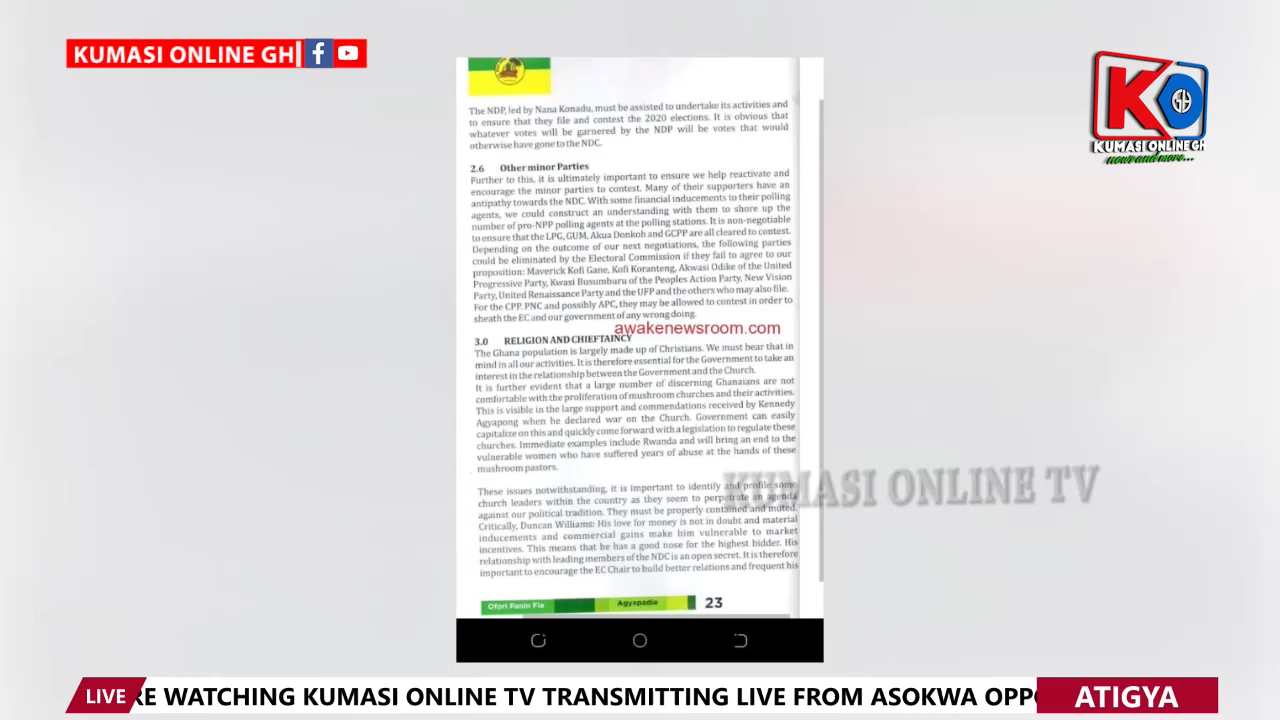 KUMASI ONLINE GH
KO
GH
KUMASI ONLINE GH
news and more...
The NDP, led by Nana Konadu, must be assisted to undertake its activities and
to ensure that they file and contest the 2020 elections. It is obvious that
whatever votes will be garnered by the NDP will be votes that would
otherwise have gone to the NDC.
2.6 Other minor Parties
Further to this, it is ultimately important to ensure we help reactivate and
encourage the minor parties to contest. Many of their supporters have an
antipathy towards the NDC. With some financial inducements to their polling
agents, we could construct an understanding with them to shore up the
number of pro-NPP polling agents at the polling stations. It is non-negotiable
to ensure that the LPG, GUM, Akua Donkoh and GCPP are all cleared to contest.
Depending on the outcome of our next negotiations, the following parties
could be eliminated by the Electoral Commission if they fail to agree to our
proposition: Maverick Kofi Gane, Kofi Koranteng, Akwasi Odike of the United
Progressive Party, Kwasi Busumburu of the Peoples Action Party, New Vision
Party, United Renaissance Party and the UFP and the others who may also file.
For the CPP. PNC and possibly APC, they may be allowed to contest in order to
sheath the EC and our government of any wrong doing.
awakenewsroom.com
3.0 RELIGION AND CHIEFTAINCY
The Ghana population is largely made up of Christians. We must bear that in
mind in all our activities. It is therefore essential for the Government to take an
interest in the relationship between the Government and the Church.
It is further evident that a large number of discerning Ghanaians are not
comfortable with the proliferation of mushroom churches and their activities.
This is visible in the large support and commendations received by Kennedy
Agyapong when he declared war on the Church. Government can easily
capitalize on this and quickly come forward with a legislation to regulate these
churches. Immediate examples include Rwanda and will bring an end to the
vulnerable women who have suffered years of abuse at the hands of these
mushroom pastors.
These issues notwithstanding, it is important to identify and profile some
church leaders within the country as they seem to perpetrate an agenda
against our political tradition. They must be properly contained and muted.
Critically, Duncan Williams: His love for money is not in doubt and material
inducements and commercial gains make him vulnerable to market
incentives. This means that he has a good nose for the highest bidder. His
relationship with leading members of the NDC is an open secret. It is therefore
important to encourage the EC Chair to build better relations and frequent his
KUMASI ONLINE TV
Ofori Panin Fie Agyapadie 23
LIVE RE WATCHING KUMASI ONLINE TV TRANSMITTING LIVE FROM ASOKWA OPPO ATIGYA